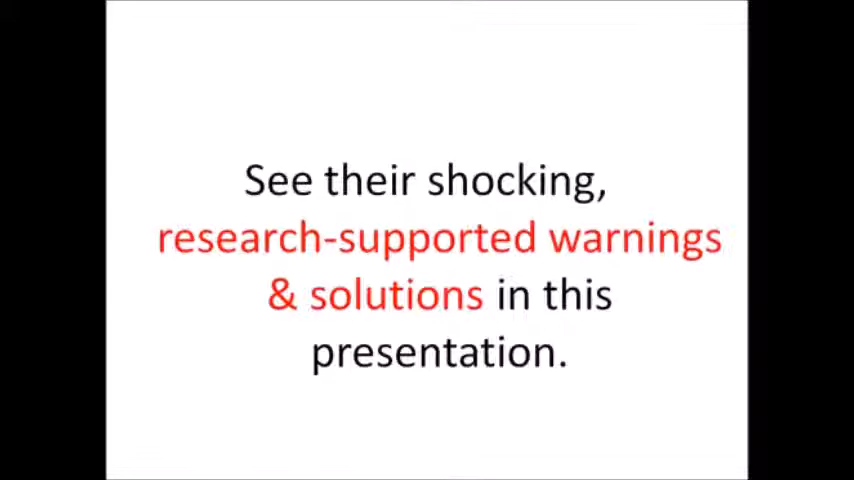 See their shocking,
research-supported warnings
& solutions in this
presentation.